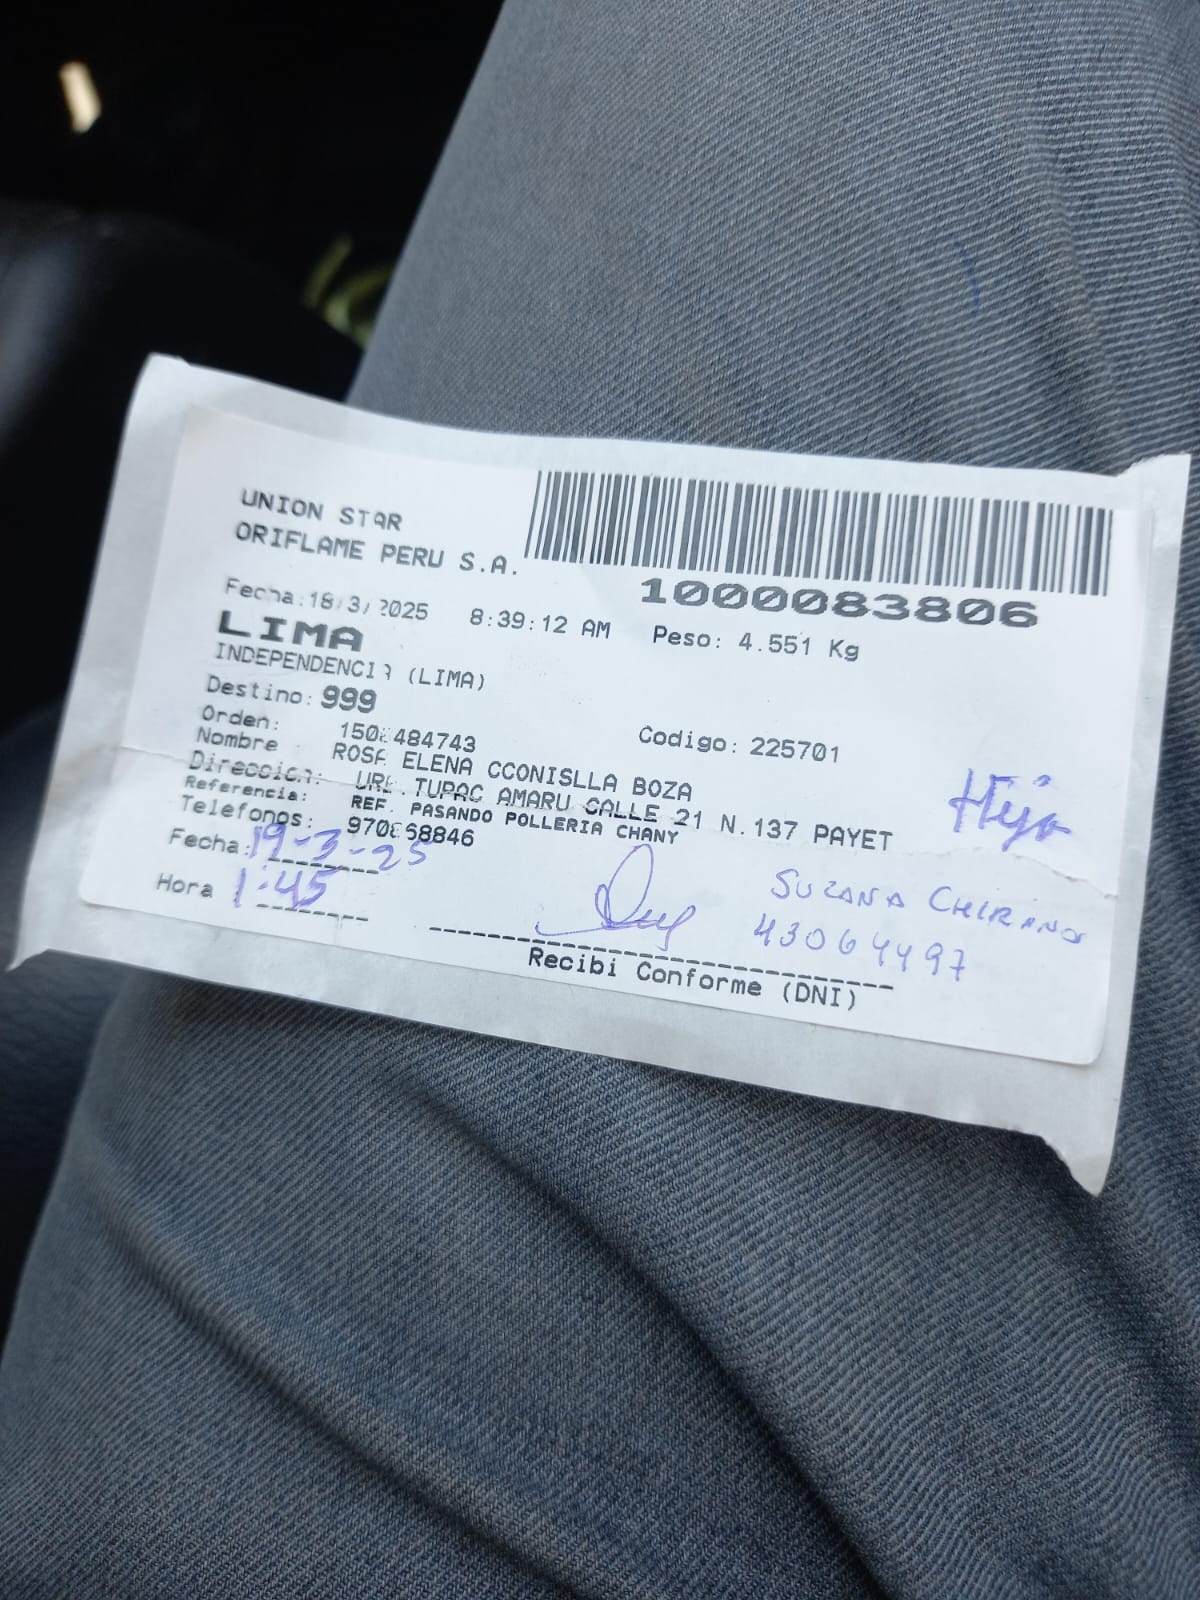 UNION STAR
ORIFLAME PERU S.A.
1000083806
Fecha:18/3/2025 8:39:12 AM Peso: 4.551 Kg
LIMA
INDEPENDENCIA (LIMA)
Destino: 999
Orden: Codigo: 225701
Nombre ROSA ELENA CCONISLLA BOZA
Dirección: URB. TUPAC AMARU CALLE 21 N.137 PAYET
Referencia: REF. PASANDO POLLERIA CHANY
Telefonos:
Fecha: 19-3-25
Hora 1:45
Hija
SUZANA CHIRINOS
43064497
Recibi Conforme (DNI)